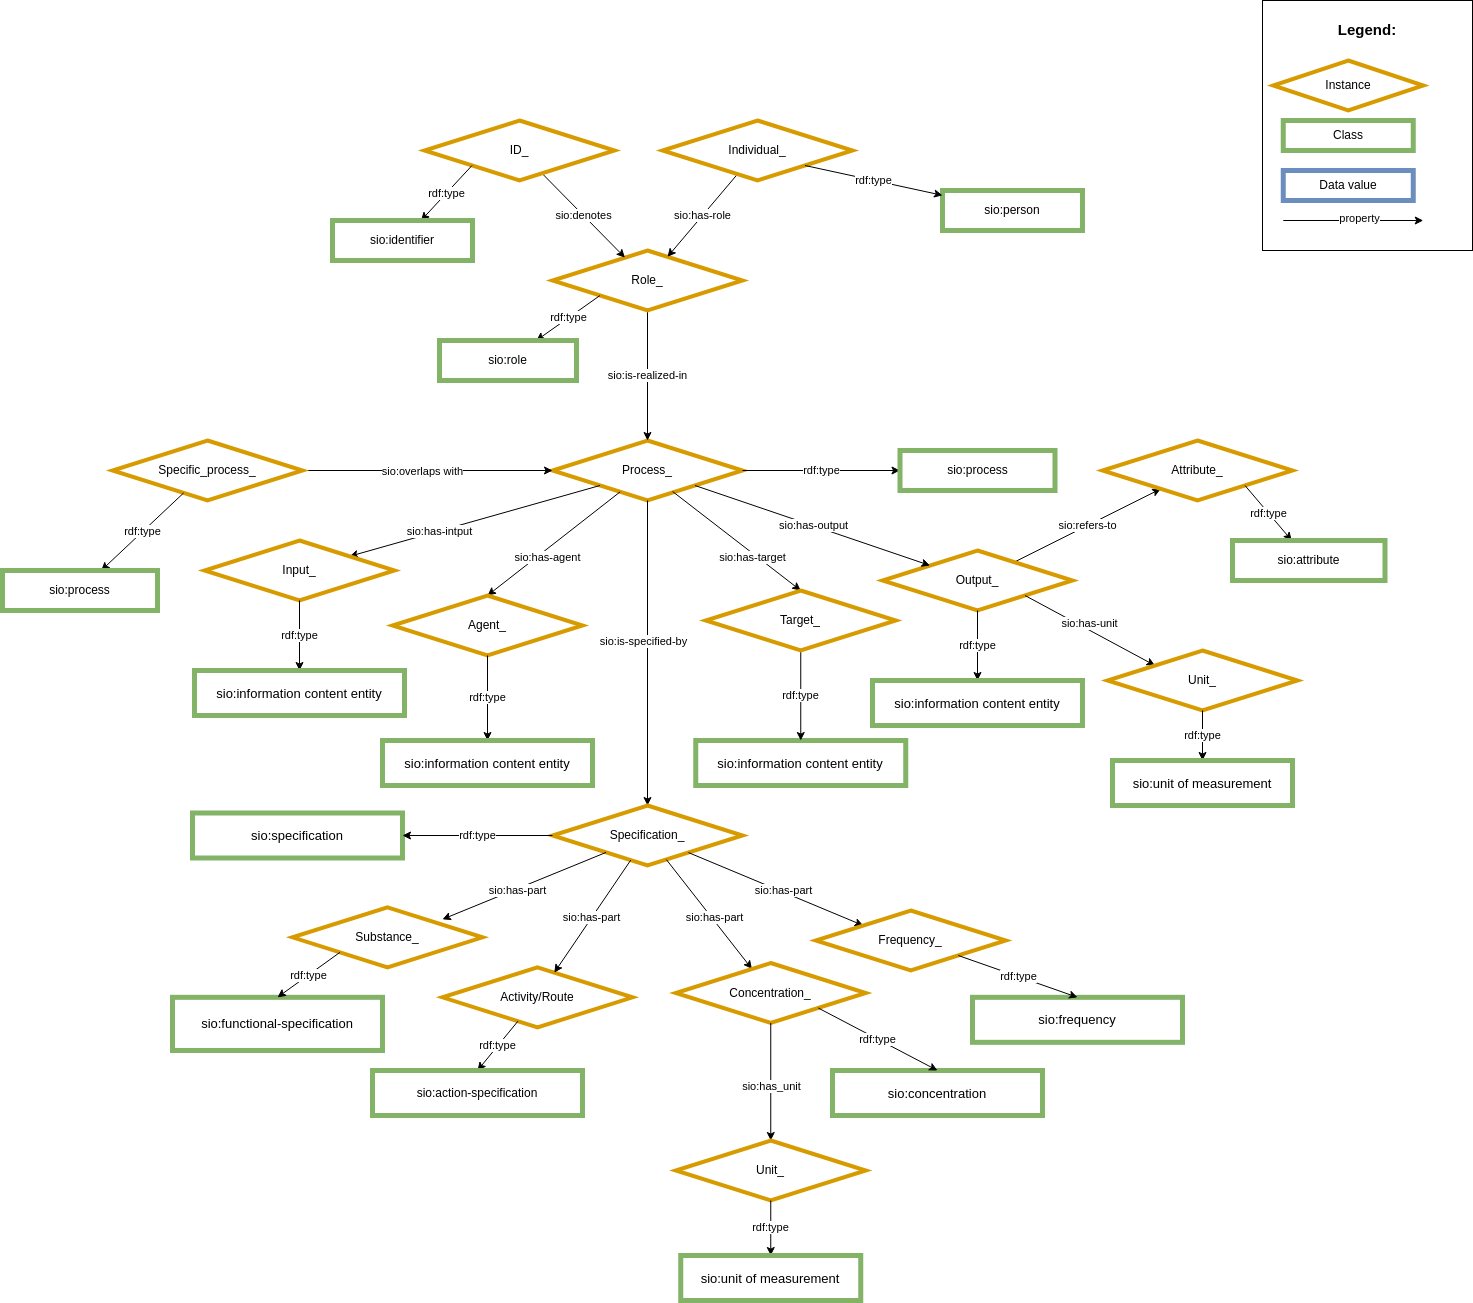 Legend:
Instance
Class
Data value
property
ID_
Individual_
rdf:type
rdf:type
sio:denotes
sio:has-role
sio:person
sio:identifier
Role_
rdf:type
sio:role
sio:is-realized-in
Specific_process_
sio:overlaps with
Process_
rdf:type
sio:process
Attribute_
rdf:type
sio:has-intput
sio:has-output
sio:refers-to
rdf:type
sio:has-agent
sio:has-target
sio:attribute
Input_
Output_
sio:process
Agent_
Target_
sio:has-unit
rdf:type
sio:is-specified-by
rdf:type
Unit_
sio:information content entity
rdf:type
rdf:type
sio:information content entity
rdf:type
sio:information content entity
sio:information content entity
sio:unit of measurement
sio:specification
rdf:type
Specification_
sio:has-part
sio:has-part
sio:has-part
sio:has-part
Substance_
Frequency_
rdf:type
rdf:type
Activity/Route
Concentration_
sio:functional-specification
sio:frequency
rdf:type
rdf:type
sio:action-specification
sio:has_unit
sio:concentration
Unit_
rdf:type
sio:unit of measurement